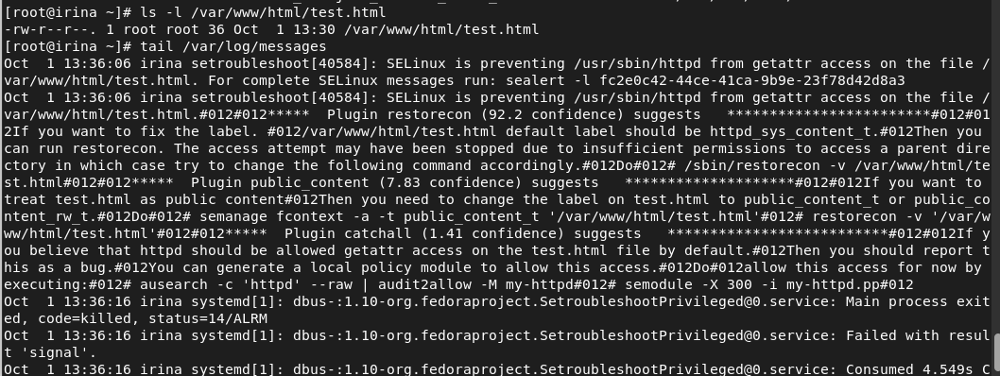 [root@irina ~]# ls -l /var/www/html/test.html
-rw-r--r--. 1 root root 36 Oct  1 13:30 /var/www/html/test.html
[root@irina ~]# tail /var/log/messages
Oct  1 13:36:06 irina setroubleshoot[40584]: SELinux is preventing /usr/sbin/httpd from getattr access on the file /
var/www/html/test.html. For complete SELinux messages run: sealert -l fc2e0c42-44ce-41ca-9b9e-23f78d42d8a3
Oct  1 13:36:06 irina setroubleshoot[40584]: SELinux is preventing /usr/sbin/httpd from getattr access on the file /
var/www/html/test.html.#012#012*****  Plugin restorecon (92.2 confidence) suggests   ************************#012#01
2If you want to fix the label. #012/var/www/html/test.html default label should be httpd_sys_content_t.#012Then you 
can run restorecon. The access attempt may have been stopped due to insufficient permissions to access a parent dire
ctory in which case try to change the following command accordingly.#012Do#012# /sbin/restorecon -v /var/www/html/te
st.html#012#012*****  Plugin public_content (7.83 confidence) suggests   ********************#012#012If you want to 
treat test.html as public content#012Then you need to change the label on test.html to public_content_t or public_co
ntent_rw_t.#012Do#012# semanage fcontext -a -t public_content_t '/var/www/html/test.html'#012# restorecon -v '/var/w
ww/html/test.html'#012#012*****  Plugin catchall (1.41 confidence) suggests   **************************#012#012If y
ou believe that httpd should be allowed getattr access on the test.html file by default.#012Then you should report t
his as a bug.#012You can generate a local policy module to allow this access.#012Do#012allow this access for now by 
executing:#012# ausearch -c 'httpd' --raw | audit2allow -M my-httpd#012# semodule -X 300 -i my-httpd.pp#012
Oct  1 13:36:16 irina systemd[1]: dbus-:1.10-org.fedoraproject.SetroubleshootPrivileged@0.service: Main process exit
ed, code=killed, status=14/ALRM
Oct  1 13:36:16 irina systemd[1]: dbus-:1.10-org.fedoraproject.SetroubleshootPrivileged@0.service: Failed with resul
t 'signal'.
Oct  1 13:36:16 irina systemd[1]: dbus-:1.10-org.fedoraproject.SetroubleshootPrivileged@0.service: Consumed 4.549s C